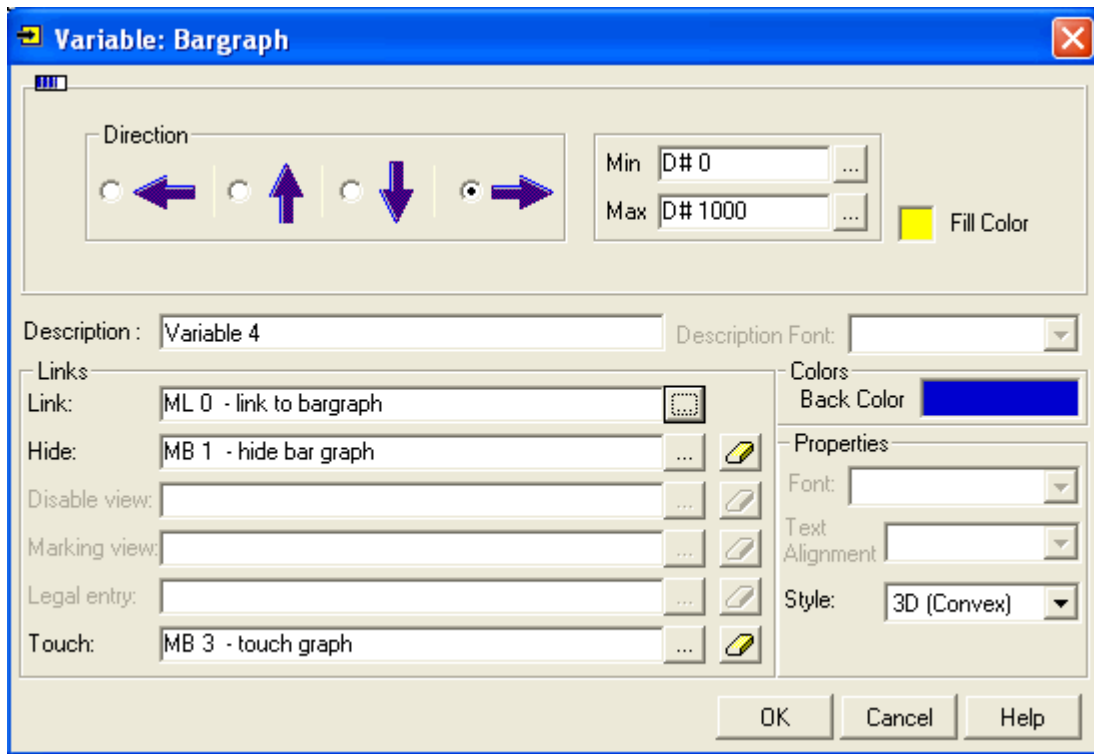 Variable: Bargraph
Direction
Min D# 0 ...
Max D# 1000 ...
Fill Color
Description : Variable 4 Description Font:
Links
Link: ML 0 - link to bargraph ...
Hide: MB 1 - hide bar graph ...
Disable view: ...
Marking view: ...
Legal entry: ...
Touch: MB 3 - touch graph ...
Colors
Back Color
Properties
Font:
Text
Alignment
Style: 3D (Convex)
OK Cancel Help